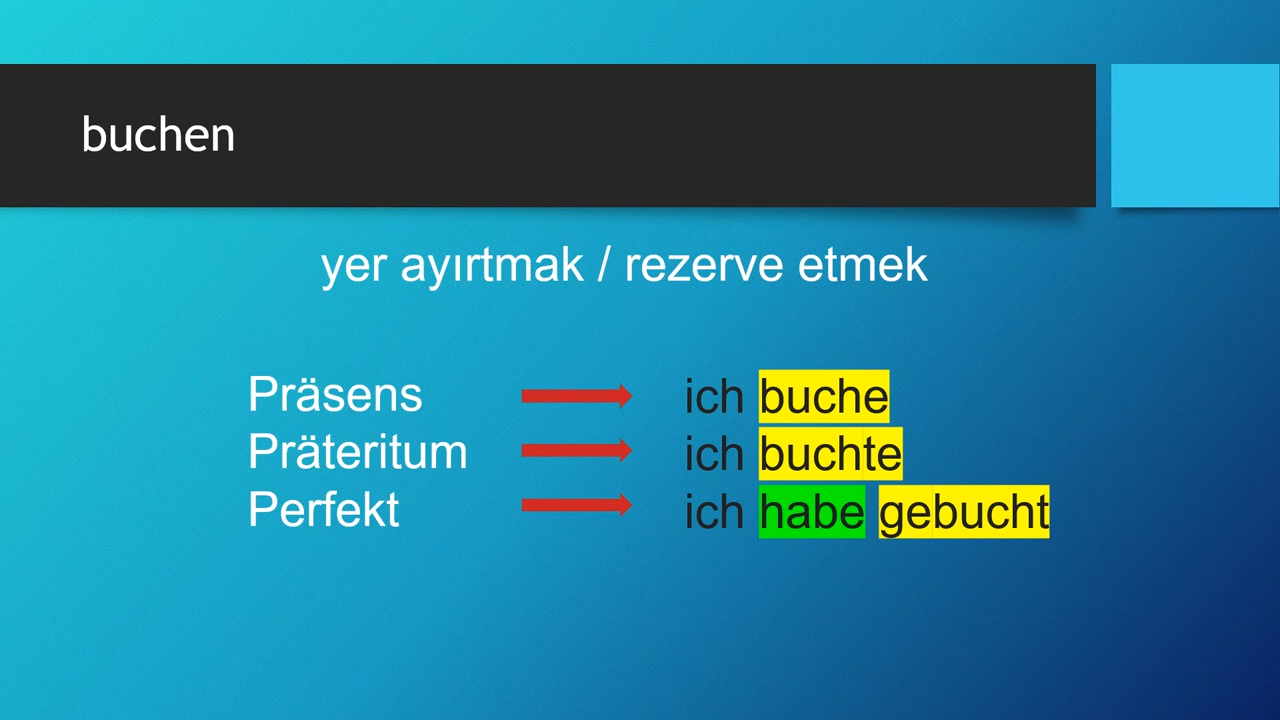 buchen
yer ayırtmak / rezerve etmek
Präsens ich buche
Präteritum ich buchte
Perfekt ich habe gebucht